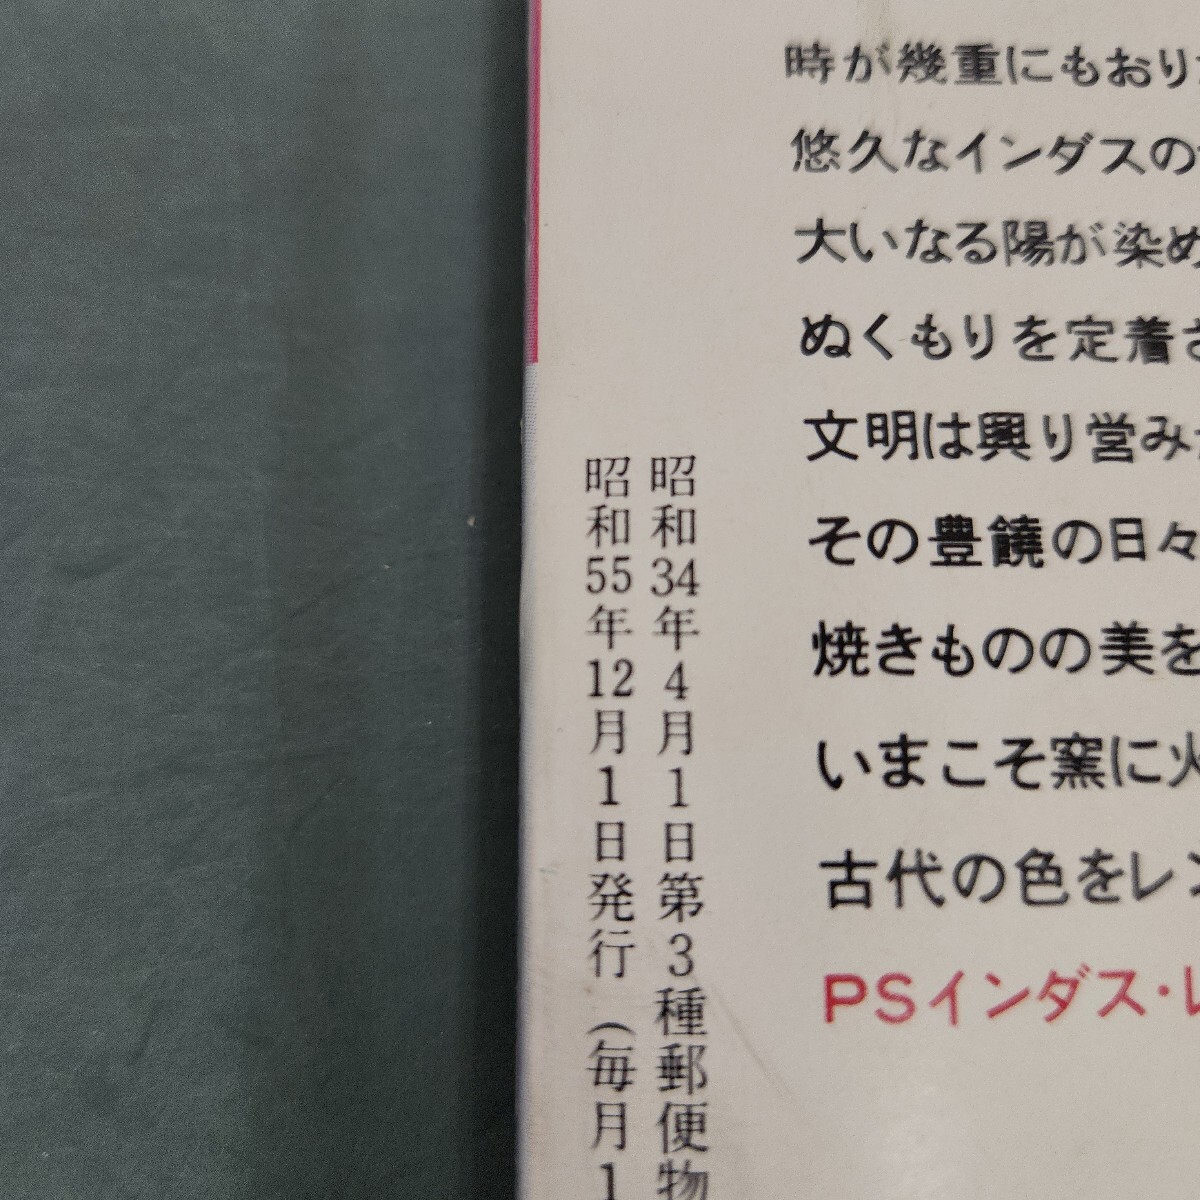 時が幾重にもおり
悠久なインダスの
大いなる陽が染め
ぬくもりを定着さ
文明は興り営み
その豊饒の日々
焼きものの美を
いまこそ窯に火
古代の色をレン
PSインダス・レ
昭和34年4月1日第3種郵便物
昭和55年12月1日発行（毎月1